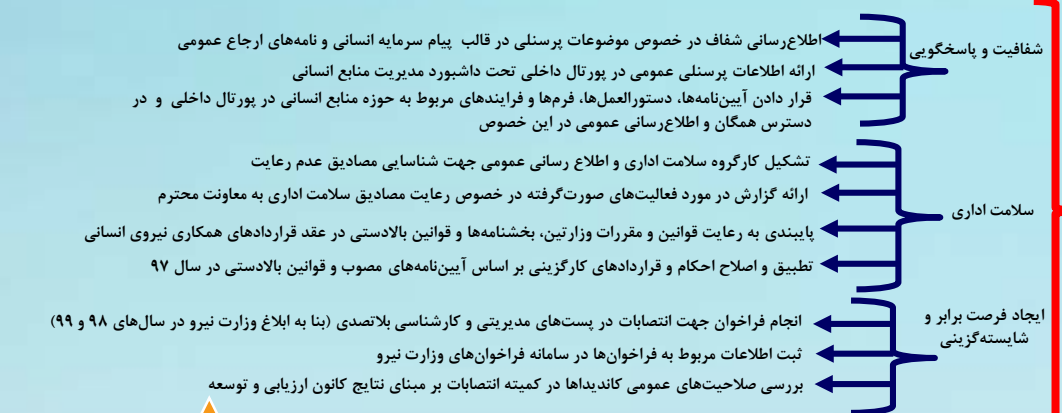 شفافیت و پاسخگویی
اطلاع‌رسانی شفاف در خصوص موضوعات پرسنلی در قالب پیام سرمایه انسانی و نامه‌های ارجاع عمومی
ارائه اطلاعات پرسنلی عمومی در پورتال داخلی تحت داشبورد مدیریت منابع انسانی
قرار دادن آیین‌نامه‌ها، دستورالعمل‌ها، فرم‌ها و فرایندهای مربوط به حوزه منابع انسانی در پورتال داخلی و در
دسترس همگان و اطلاع‌رسانی عمومی در این خصوص
سلامت اداری
تشکیل کارگروه سلامت اداری و اطلاع رسانی عمومی جهت شناسایی مصادیق عدم رعایت
ارائه گزارش در مورد فعالیت‌های صورت‌گرفته در خصوص رعایت مصادیق سلامت اداری به معاونت محترم
پایبندی به رعایت قوانین و مقررات وزارتین، بخشنامه‌ها و قوانین بالادستی در عقد قراردادهای همکاری نیروی انسانی
تطبیق و اصلاح احکام و قراردادهای کارگزینی بر اساس آیین‌نامه‌های مصوب و قوانین بالادستی در سال ۹۷
ایجاد فرصت برابر و
شایسته‌گزینی
انجام فراخوان جهت انتصابات در پست‌های مدیریتی و کارشناسی بلاتصدی (بنا به ابلاغ وزارت نیرو در سال‌های ۹۸ و ۹۹)
ثبت اطلاعات مربوط به فراخوان‌ها در سامانه فراخوان‌های وزارت نیرو
بررسی صلاحیت‌های عمومی کاندیداها در کمیته انتصابات بر مبنای نتایج کانون ارزیابی و توسعه